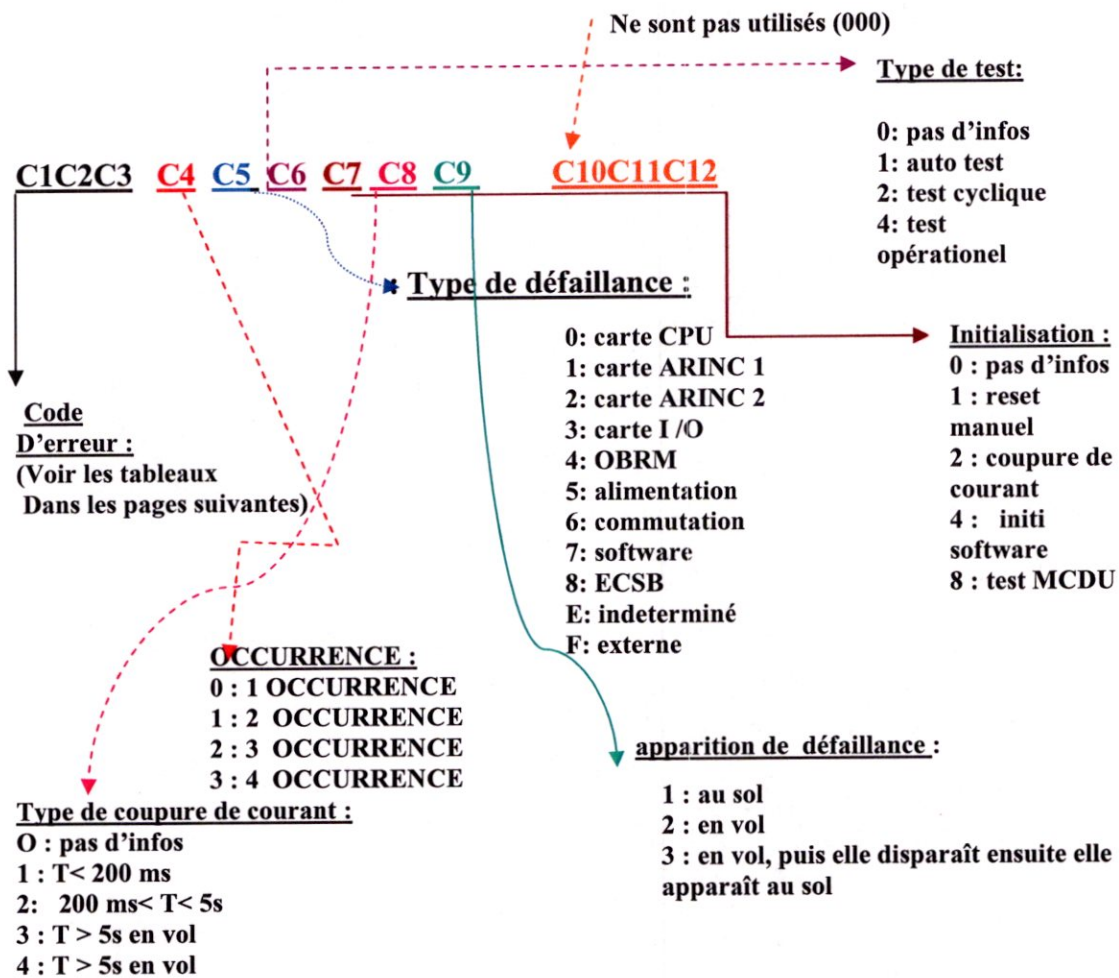 Ne sont pas utilisés (000)
Type de test:
0: pas d'infos
1: auto test
2: test cyclique
4: test
opérationel
C1C2C3 C4 C5 C6 C7 C8 C9 C10C11C12
: Type de défaillance :
0: carte CPU
1: carte ARINC 1
2: carte ARINC 2
3: carte I /O
4: OBRM
5: alimentation
6: commutation
7: software
8: ECSB
E: indeterminé
F: externe
Initialisation :
0 : pas d'infos
1 : reset
manuel
2 : coupure de
courant
4 : initi
software
8 : test MCDU
Code
D'erreur :
(Voir les tableaux
Dans les pages suivantes)
OCCURRENCE :
0 : 1 OCCURRENCE
1 : 2 OCCURRENCE
2 : 3 OCCURRENCE
3 : 4 OCCURRENCE
apparition de défaillance :
1 : au sol
2 : en vol
3 : en vol, puis elle disparaît ensuite elle
apparaît au sol
Type de coupure de courant :
O : pas d'infos
1 : T< 200 ms
2: 200 ms< T< 5s
3 : T > 5s en vol
4 : T > 5s en vol